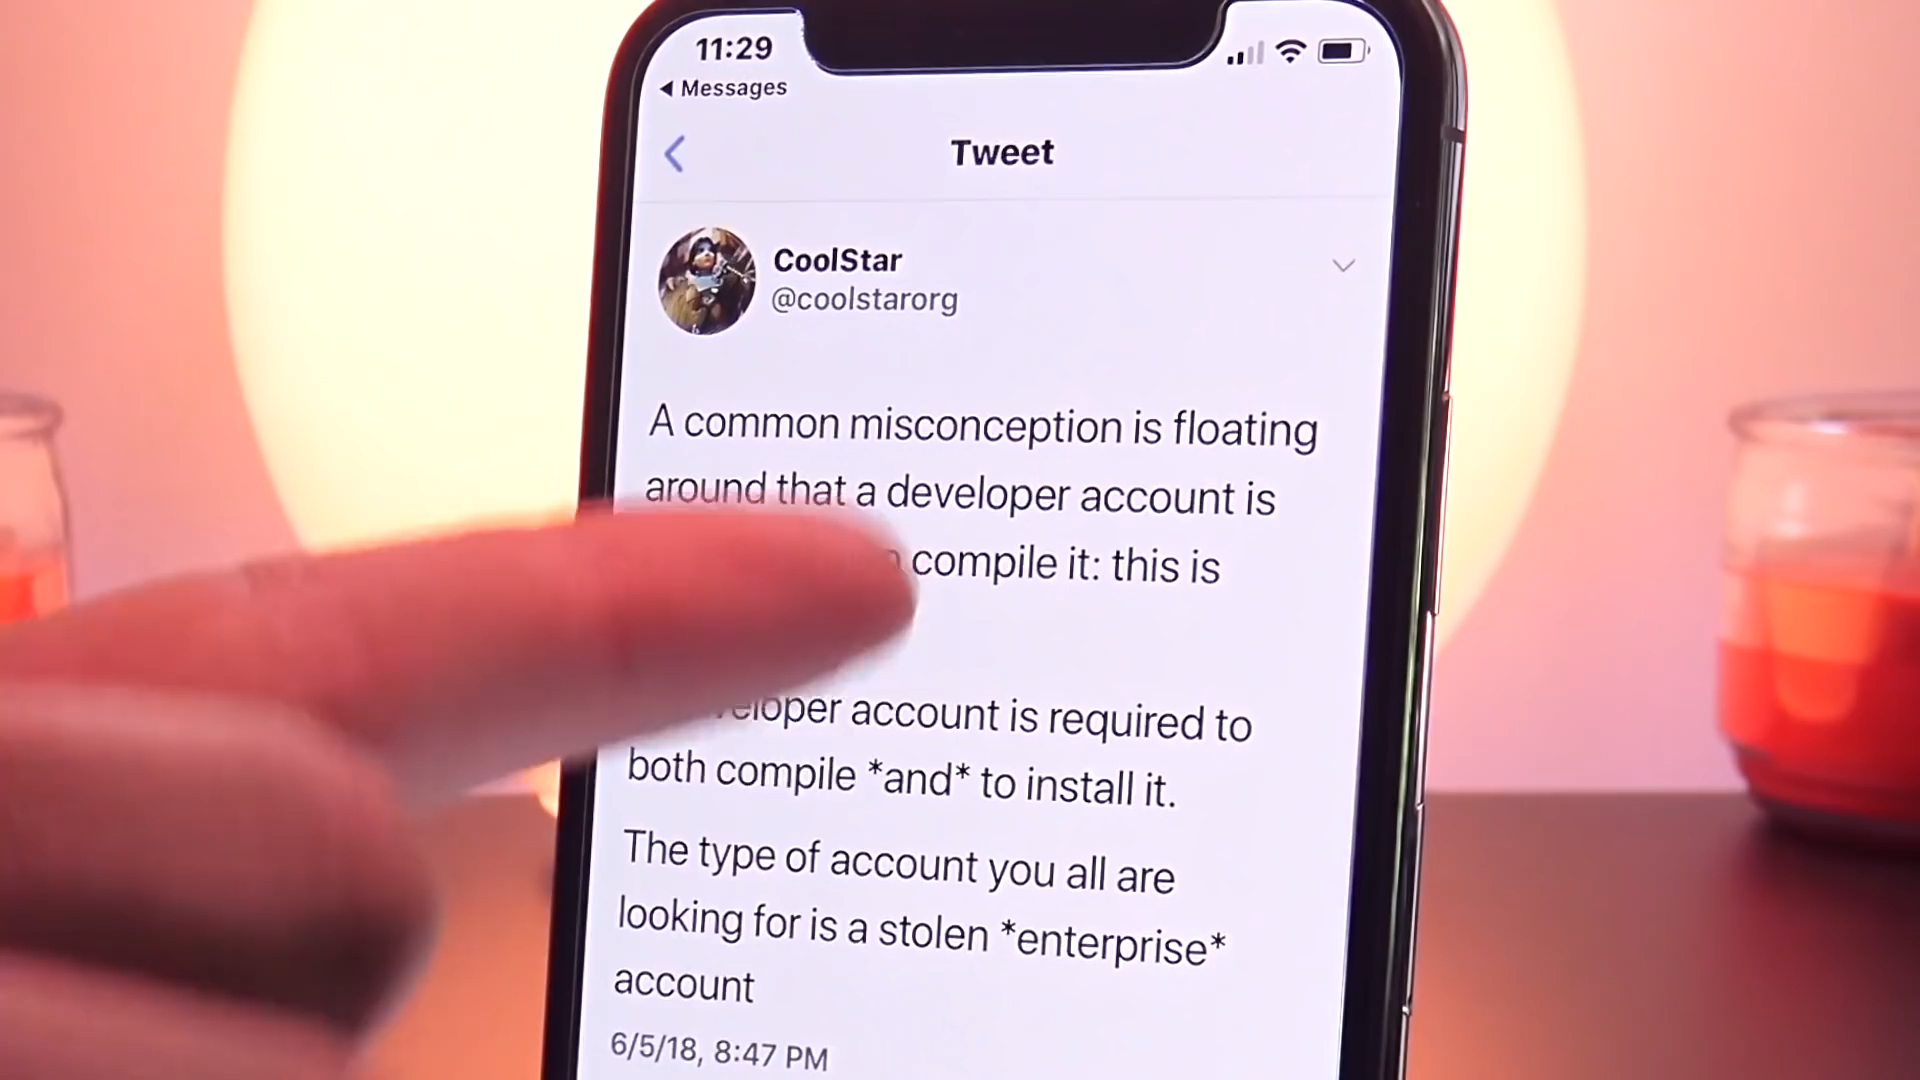 11:29
Messages
Tweet
CoolStar
@coolstarorg
A common misconception is floating
around that a developer account is
compile it: this is
account is required to
both compile *and* to install it.
The type of account you all are
looking for is a stolen *enterprise*
account
6/5/18, 8:47 PM